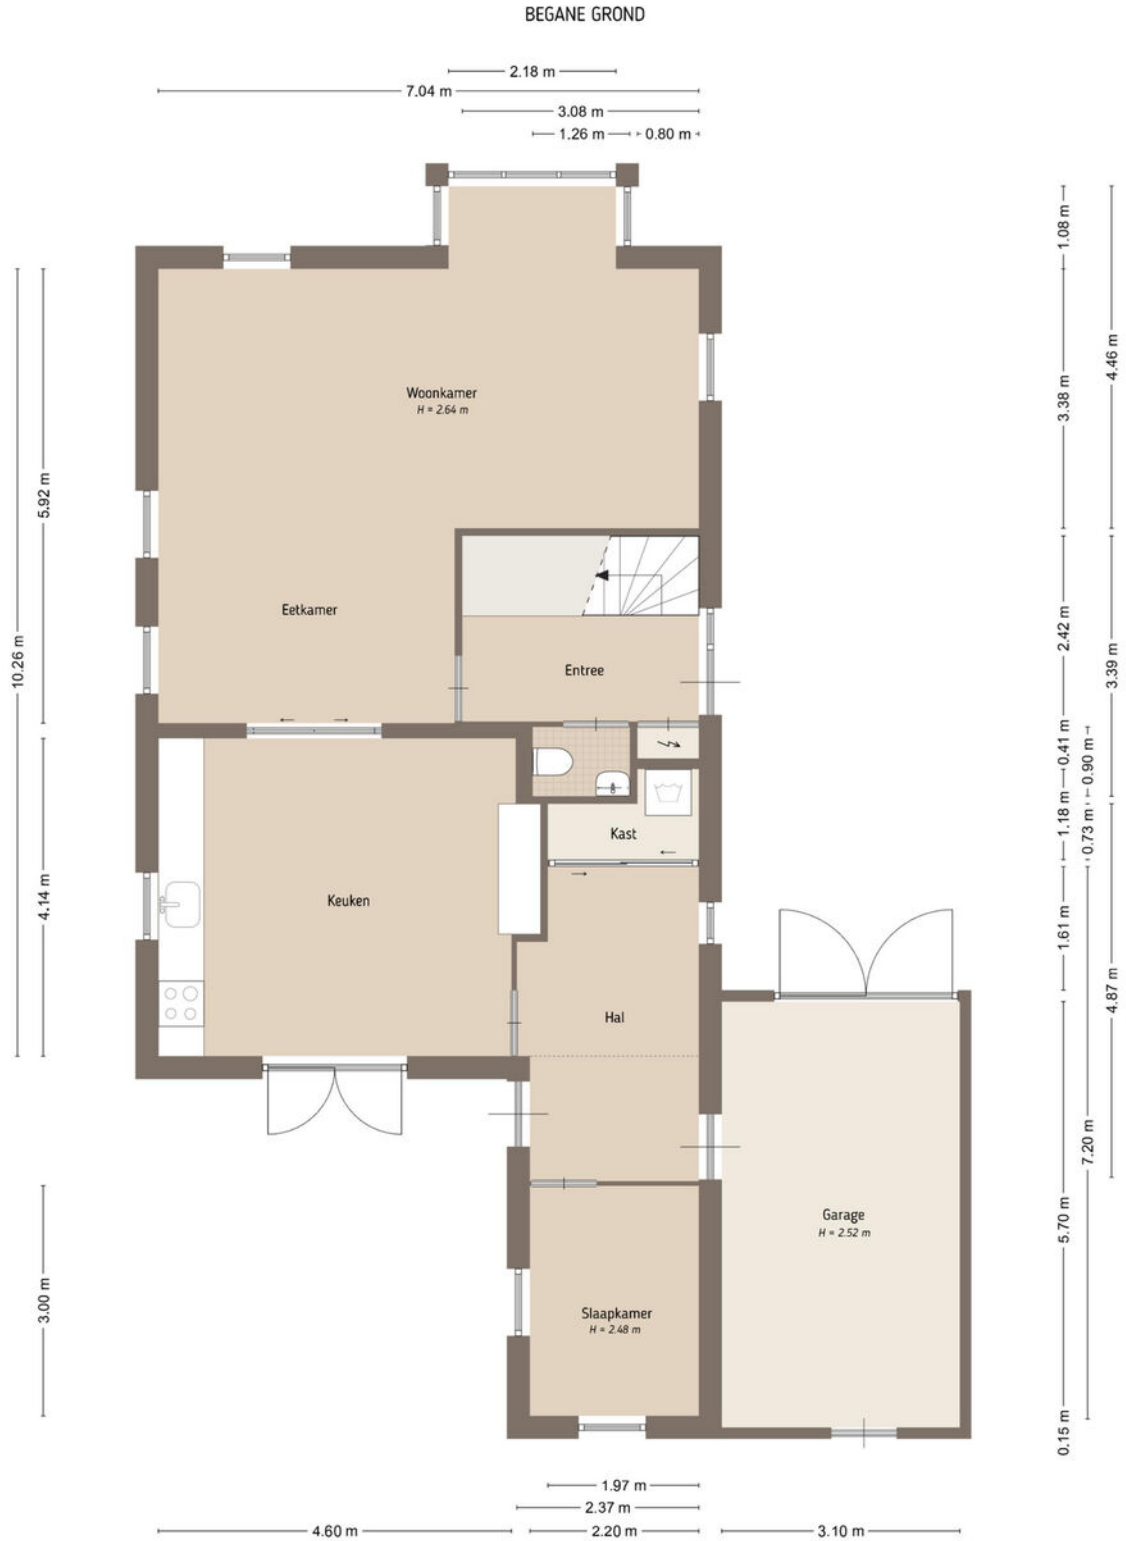 BEGANE GROND
2.18 m
7.04 m
3.08 m
1.26 m
0.80 m
1.08 m
4.46 m
3.38 m
Woonkamer
H = 2.64 m
5.92 m
Eetkamer
10.26 m
2.42 m
Entree
3.39 m
0.41 m
0.90 m
1.18 m
0.73 m
Kast
4.14 m
Keuken
1.61 m
4.87 m
Hal
7.20 m
Garage
H = 2.52 m
5.70 m
3.00 m
Slaapkamer
H = 2.48 m
0.15 m
1.97 m
2.37 m
4.60 m
2.20 m
3.10 m